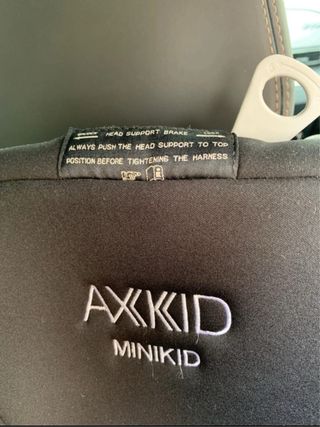 HEAD SUPPORT BRAKE
ALWAYS PUSH THE HEAD SUPPORT TO TOP
POSITION BEFORE TIGHTENING THE HARNESS
AXKID
MINIKID